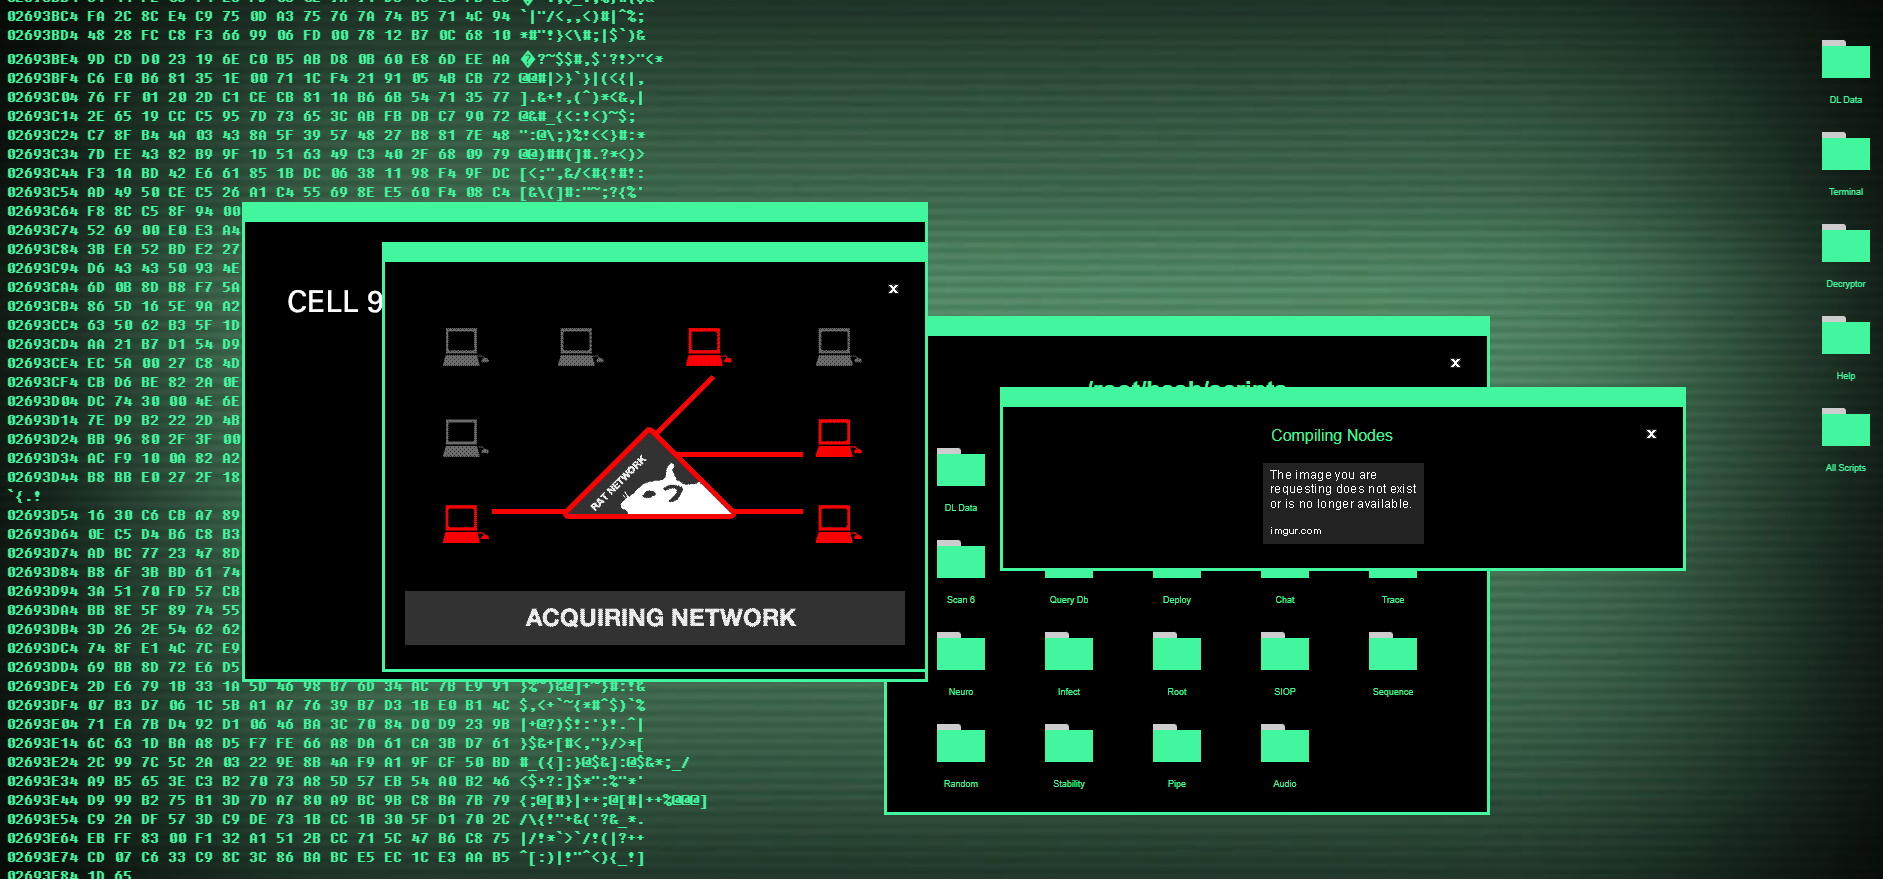 02693BC4 FA 2C 8C E4 C9 75 0D A3 75 76 7A 74 B5 71 4C 94 `|"/<,,<)#|^%;
02693BD4 48 28 FC C8 F3 66 99 06 FD 00 78 12 B7 0C 68 10 *#"!}<\#;|$`)&
02693BE4 9D CD D0 23 19 6E C0 B5 AB D8 0B 60 E8 6D EE AA �?~$$#,$'?!>"<*
02693BF4 C6 E0 B6 81 35 1E 00 71 1C F4 21 91 05 4B CB 72 @@#|>}`}|(<{|,
02693C04 76 FF 01 20 2D C1 CE CB 81 1A B6 6B 54 71 35 77 ].&+!,(^)*<&,|
02693C14 2E 65 19 CC C5 95 7D 73 65 3C AB FB DB C7 90 72 @&#_{<:!<)~$;
02693C24 C7 8F B4 4A 03 43 8A 5F 39 57 48 27 B8 81 7E 48 ":@\;)%!<<}#:*
02693C34 7D EE 43 82 B9 9F 1D 51 63 49 C3 40 2F 68 09 79 @@)##(]#.?*<)>
02693C44 F3 1A BD 42 E6 61 85 1B DC 06 38 11 98 F4 9F DC [<;",&/<#{!#!:
02693C54 AD 49 50 CE C5 26 A1 C4 55 69 8E E5 60 F4 08 C4 [&\(]#:"~;?{%'
02693C64 F8 8C C5 8F 94 00
02693C74 52 69 00 E0 E3 A4
02693C84 3B EA 52 BD E2 27
02693C94 D6 43 43 50 93 4E
02693CA4 6D 0B 8D B8 F7 5A
02693CB4 86 5D 16 5E 9A A2
02693CC4 63 50 62 B3 5F 1D
02693CD4 AA 21 B7 D1 54 D9
02693CE4 EC 5A 00 27 C8 4D
02693CF4 CB D6 BE 82 2A 0E
02693D04 DC 74 30 00 4E 6E
02693D14 7E D9 B2 22 2D 4B
02693D24 BB 96 80 2F 3F 00
02693D34 AC F9 10 0A 82 A2
02693D44 B8 BB E0 27 2F 18
`{.!
02693D54 16 30 C6 CB A7 89
02693D64 0E C5 D4 B6 C8 B3
02693D74 AD BC 77 23 47 8D
02693D84 B8 6F 3B BD 61 74
02693D94 3A 51 70 FD 57 CB
02693DA4 BB 8E 5F 89 74 55
02693DB4 3D 26 2E 54 62 62
02693DC4 74 8F E1 4C 7C E9
02693DD4 69 BB 8D 72 E6 D5
02693DE4 2D E6 79 1B 33 1A 5D 46 98 B7 6D 34 AC 7B E9 91 }%~)&@]+~}#:!&
02693DF4 07 B3 D7 06 1C 5B A1 A7 76 39 B7 D3 1B E0 B1 4C $,<+`~{*#^$)`%
02693E04 71 EA 7B D4 92 D1 06 46 BA 3C 70 84 D0 D9 23 9B |+@?)$!:'}!.^|
02693E14 6C 63 1D BA A8 D5 F7 FE 66 A8 DA 61 CA 3B D7 61 }$&+[#<,"}/>*[
02693E24 2C 99 7C 5C 2A 03 22 9E 8B 4A F9 A1 9F CF 50 BD #_({]:}@$&]:@$&*;_/
02693E34 A9 B5 65 3E C3 B2 70 73 A8 5D 57 EB 54 A0 B2 46 <$+?:]$*":%"*'
02693E44 D9 99 B2 75 B1 3D 7D A7 80 A9 BC 9B C8 BA 7B 79 {;@[#}|++;@[#|++%@@@]
02693E54 C9 2A DF 57 3D C9 DE 73 1B CC 1B 30 5F D1 70 2C /\{!"+&('?&_*.
02693E64 EB FF 83 00 F1 32 A1 51 2B CC 71 5C 47 B6 C8 75 |/!*`>`/!(|?++
02693E74 CD 07 C6 33 C9 8C 3C 86 BA BC E5 EC 1C E3 AA B5 ^[:)|!"^<){_!]
02693E84 1D 65
CELL 9
x
RAT NETWORK
ACQUIRING NETWORK
x
/root/bash/scripts
Compiling Nodes
x
The image you are
requesting does not exist
or is no longer available.
imgur.com
DL Data
Scan 6 Query Db Deploy Chat Trace
Neuro Infect Root SIOP Sequence
Random Stability Pipe Audio
DL Data
Terminal
Decryptor
Help
All Scripts